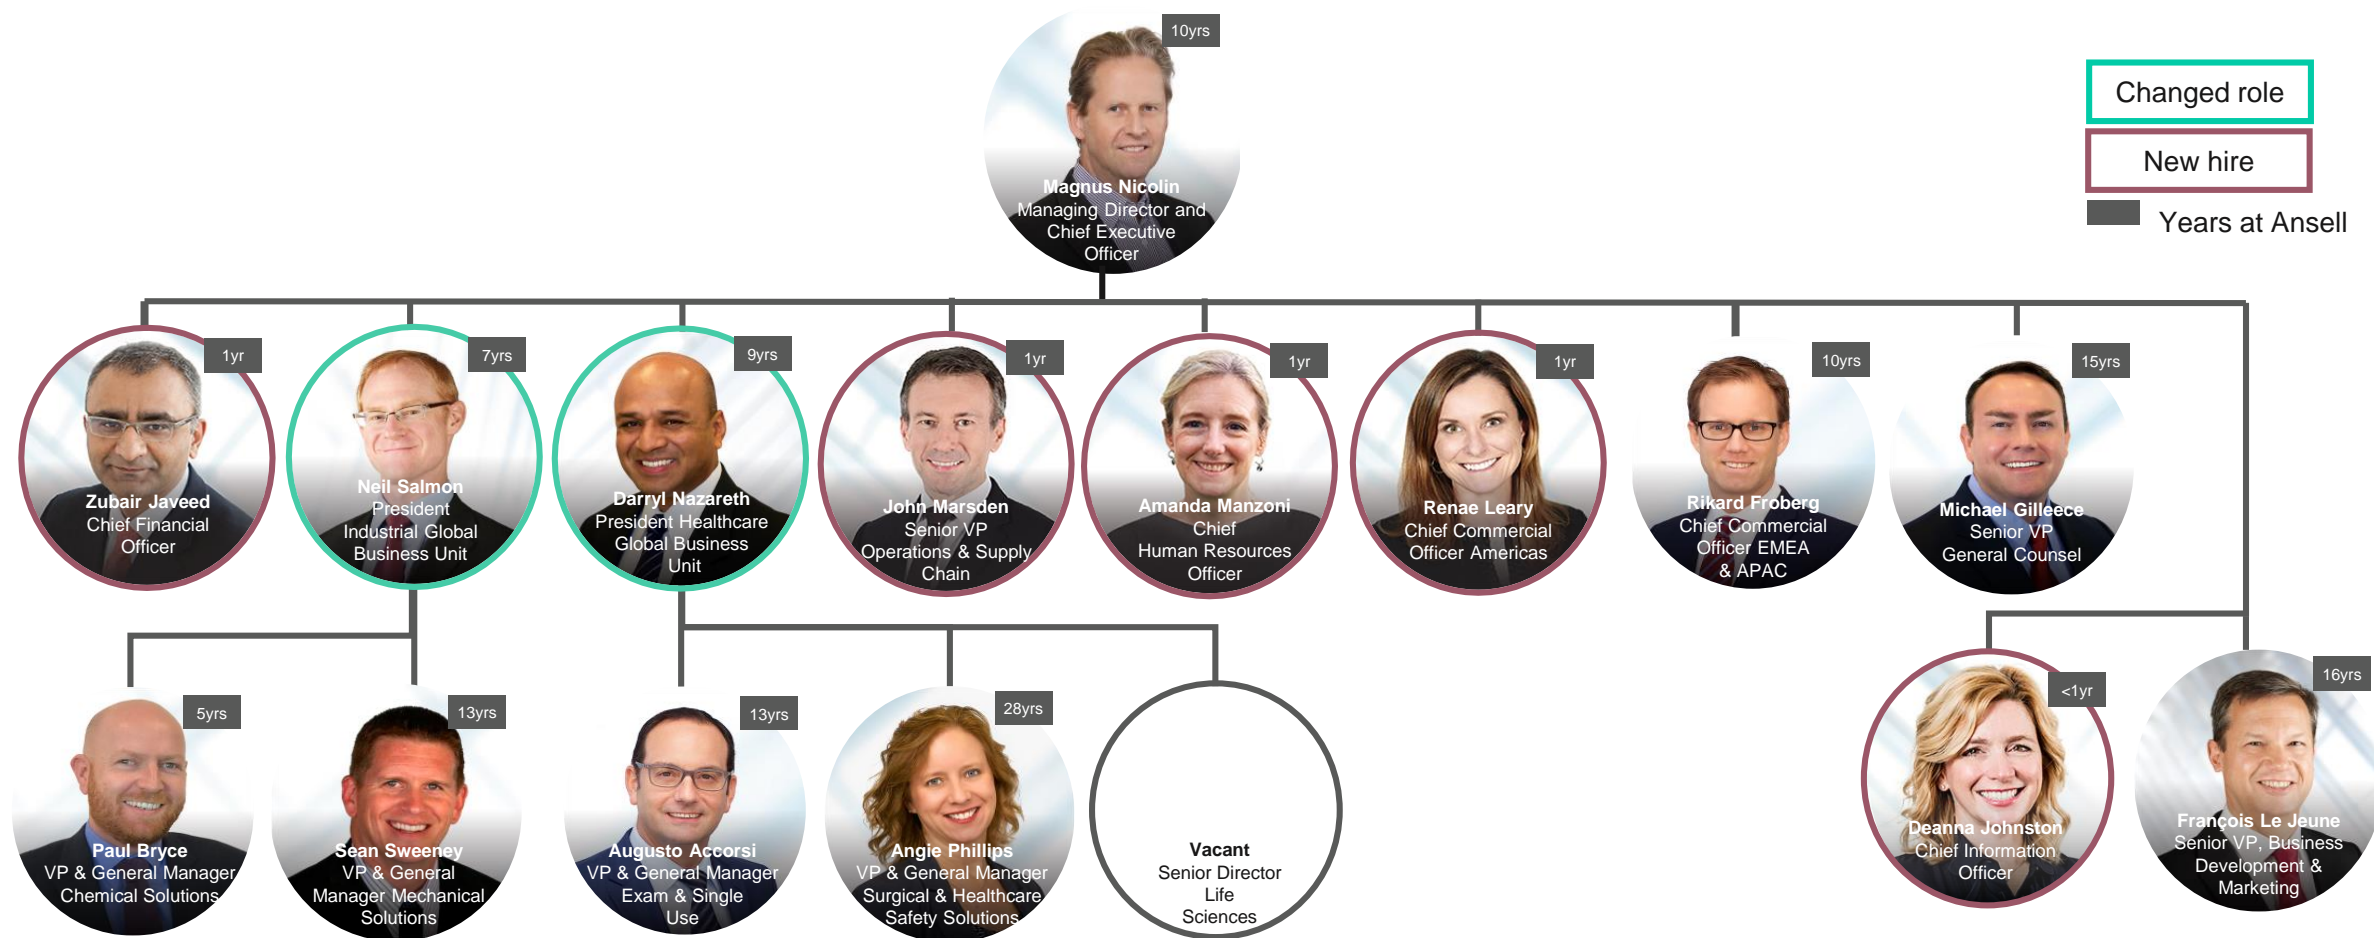 10yrs
Magnus Nicolin
Managing Director and
Chief Executive
Officer
Changed role
New hire
Years at Ansell
1yr
Zubair Javeed
Chief Financial
Officer
7yrs
Neil Salmon
President
Industrial Global
Business Unit
9yrs
Darryl Nazareth
President Healthcare
Global Business
Unit
1yr
John Marsden
Senior VP
Operations & Supply
Chain
1yr
Amanda Manzoni
Chief
Human Resources
Officer
1yr
Renae Leary
Chief Commercial
Officer Americas
10yrs
Rikard Froberg
Chief Commercial
Officer EMEA
& APAC
15yrs
Michael Gilleece
Senior VP
General Counsel
5yrs
Paul Bryce
VP & General Manager
Chemical Solutions
13yrs
Sean Sweeney
VP & General
Manager Mechanical
Solutions
13yrs
Augusto Accorsi
VP & General Manager
Exam & Single
Use
28yrs
Angie Phillips
VP & General Manager
Surgical & Healthcare
Safety Solutions
Vacant
Senior Director
Life
Sciences
<1yr
Deanna Johnston
Chief Information
Officer
16yrs
François Le Jeune
Senior VP, Business
Development &
Marketing